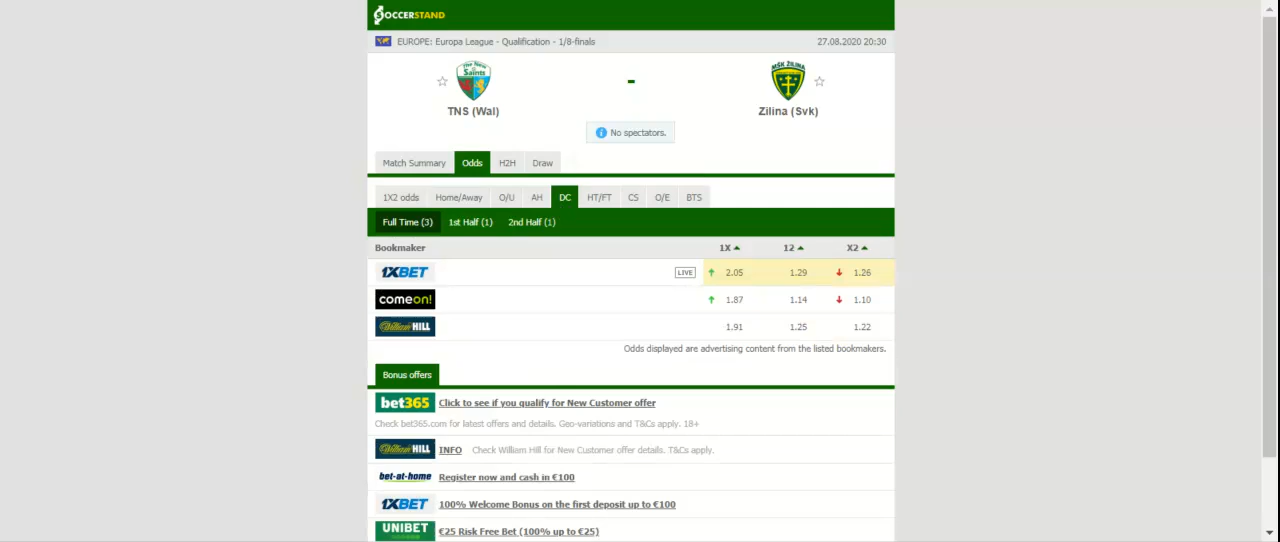 SOCCERSTAND
EUROPE: Europa League - Qualification - 1/8-finals 27.08.2020 20:30
The New Saints MŠK ŽILINA
-
TNS (Wal) Zilina (Svk)
No spectators.
Match Summary Odds H2H Draw
1X2 odds Home/Away O/U AH DC HT/FT CS O/E BTS
Full Time (3) 1st Half (1) 2nd Half (1)
Bookmaker 1X 12 X2
1XBET LIVE 2.05 1.29 1.26
comeon! 1.87 1.14 1.10
William HILL 1.91 1.25 1.22
Odds displayed are advertising content from the listed bookmakers.
Bonus offers
bet365 Click to see if you qualify for New Customer offer
Check bet365.com for latest offers and details. Geo-variations and T&Cs apply. 18+
William HILL INFO Check William Hill for New Customer offer details. T&Cs apply.
bet-at-home Register now and cash in €100
1XBET 100% Welcome Bonus on the first deposit up to €100
UNIBET €25 Risk Free Bet (100% up to €25)